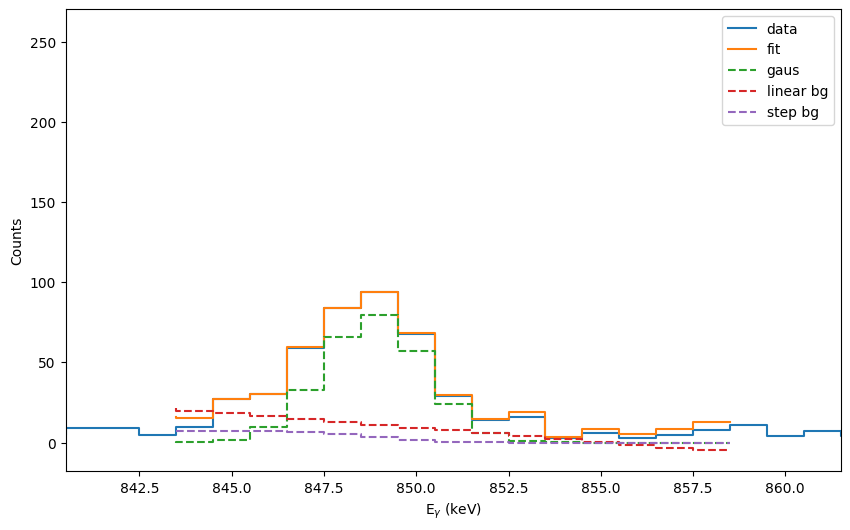 data
fit
gaus
linear bg
step bg
250
200
150
100
50
0
Counts
842.5 845.0 847.5 850.0 852.5 855.0 857.5 860.0
Eγ (keV)